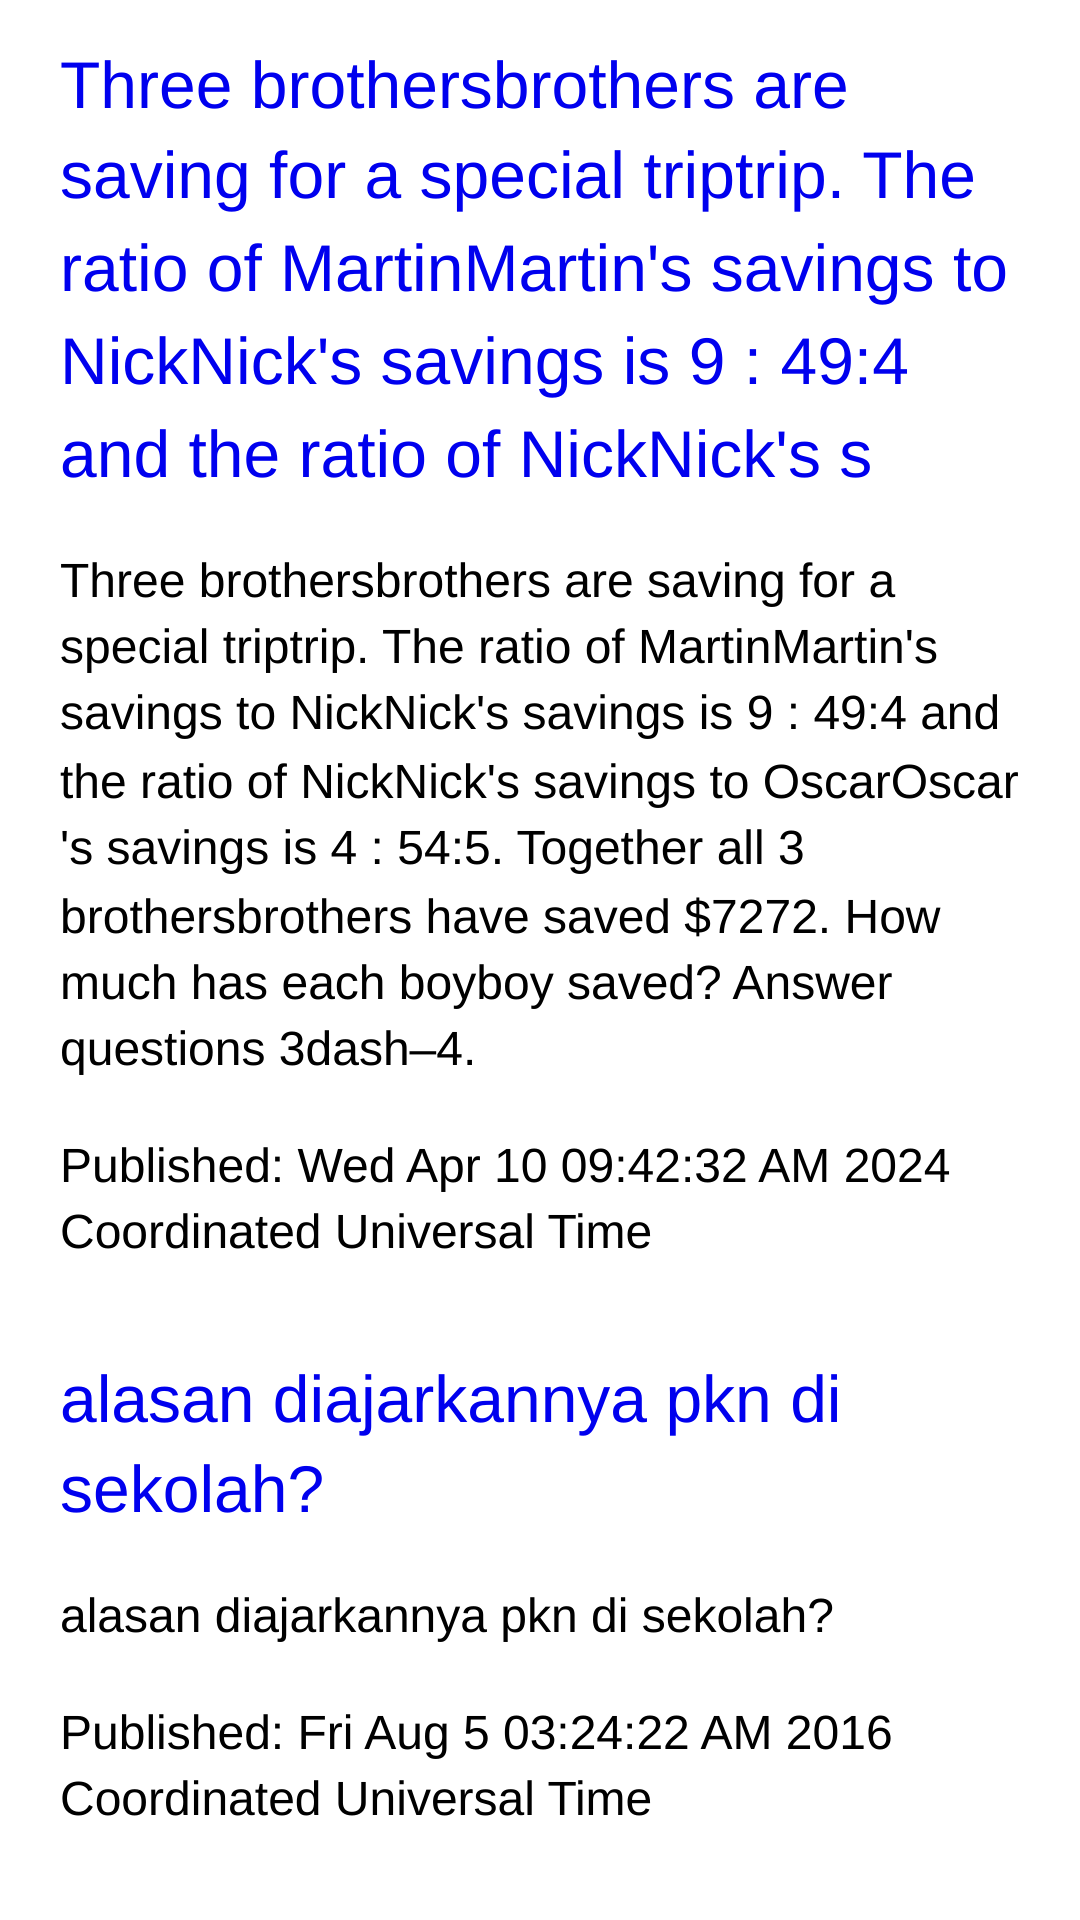 Three brothersbrothers are
saving for a special triptrip. The
ratio of MartinMartin's savings to
NickNick's savings is 9 : 49:4
and the ratio of NickNick's s
Three brothersbrothers are saving for a
special triptrip. The ratio of MartinMartin's
savings to NickNick's savings is 9 : 49:4 and
the ratio of NickNick's savings to OscarOscar
's savings is 4 : 54:5. Together all 3
brothersbrothers have saved $7272. How
much has each boyboy saved? Answer
questions 3dash–4.
Published: Wed Apr 10 09:42:32 AM 2024
Coordinated Universal Time
alasan diajarkannya pkn di
sekolah?
alasan diajarkannya pkn di sekolah?
Published: Fri Aug 5 03:24:22 AM 2016
Coordinated Universal Time